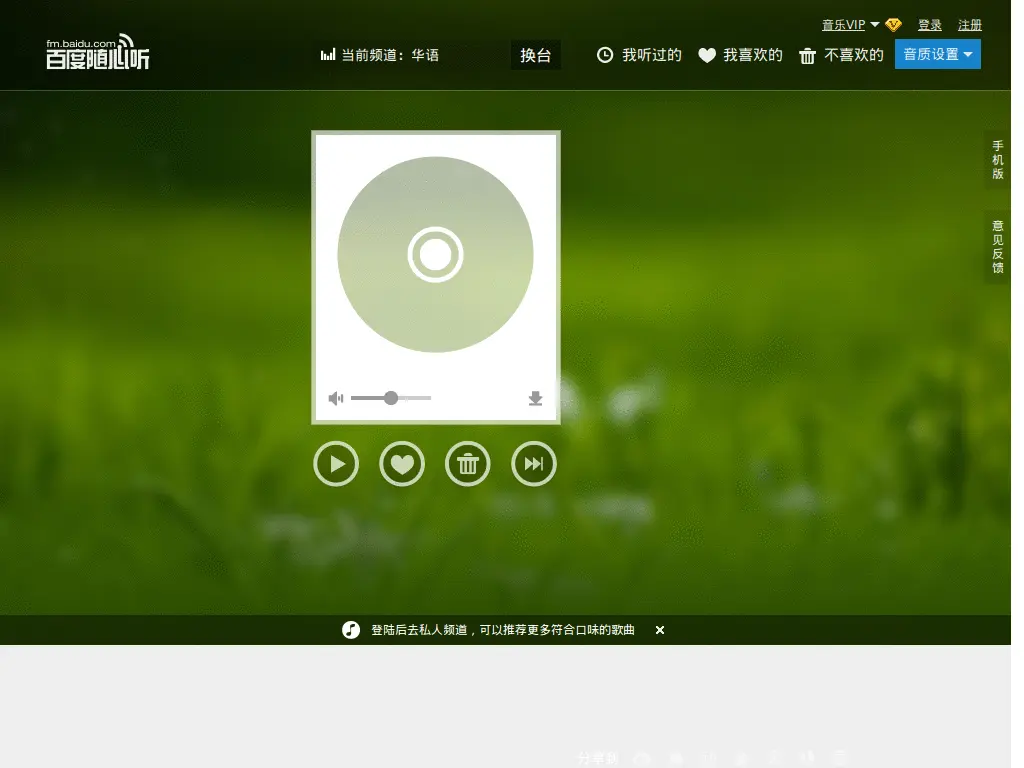 音乐VIP 登录 注册
fm.baidu.com
百度随心听
当前频道：华语 换台 我听过的 我喜欢的 不喜欢的 音质设置
手机版
意见反馈
登陆后去私人频道，可以推荐更多符合口味的歌曲